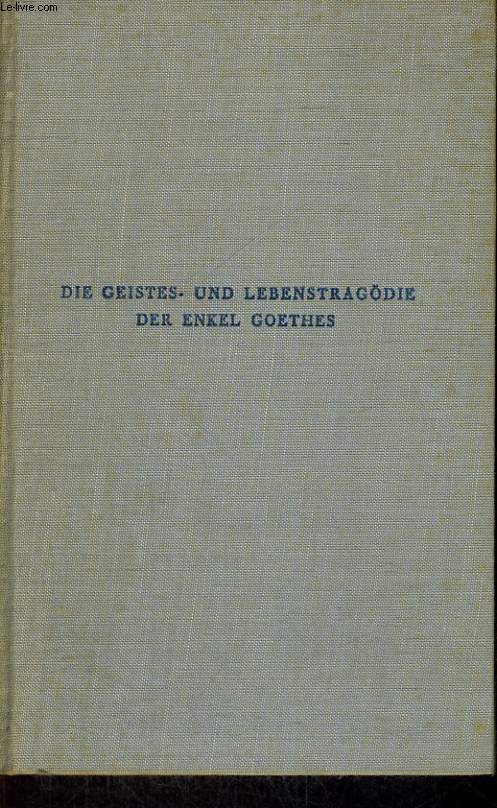 Le-livre.com
DIE GEISTES- UND LEBENSTRAGÖDIE
DER ENKEL GOETHES